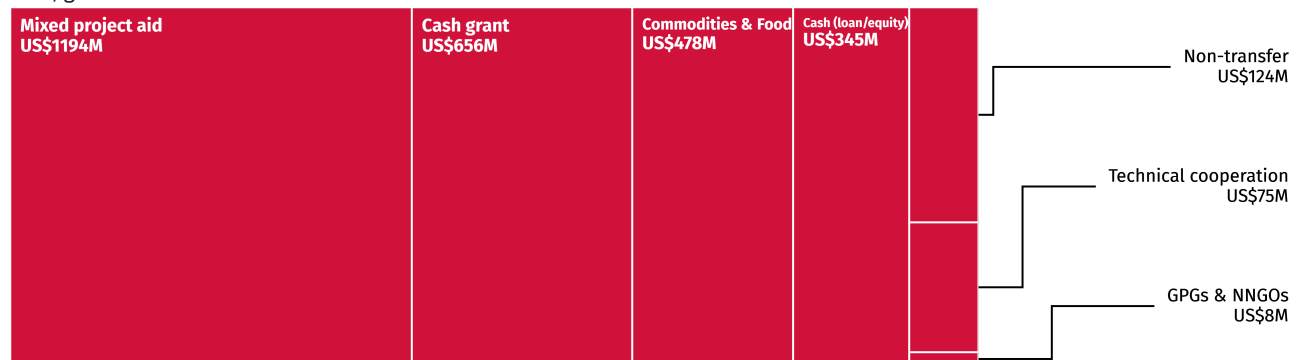 Mixed project aid
US$1194M
Cash grant
US$656M
Commodities & Food
US$478M
Cash (loan/equity)
US$345M
Non-transfer
US$124M
Technical cooperation
US$75M
GPGs & NNGOs
US$8M